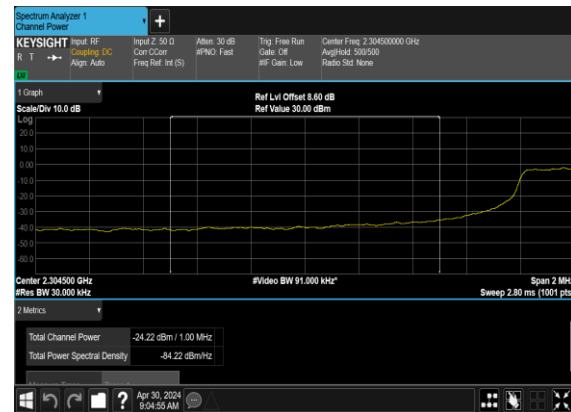 Spectrum Analyzer 1
Channel Power
KEYSIGHT
R T
LU
Input: RF
Coupling: DC
Align: Auto
Input Z: 50 Ω
Corr CCorr
Freq Ref: Int (S)
Atten: 30 dB
#PNO: Fast
Trig: Free Run
Gate: Off
#IF Gain: Low
Center Freq: 2.304500000 GHz
Avg|Hold: 500/500
Radio Std: None
1 Graph
Scale/Div 10.0 dB
Ref Lvl Offset 8.60 dB
Ref Value 30.00 dBm
Log
20.0
10.0
0.00
-10.0
-20.0
-30.0
-40.0
-50.0
-60.0
Center 2.304500 GHz
#Res BW 30.000 kHz
#Video BW 91.000 kHz*
Span 2 MH
Sweep 2.80 ms (1001 pts
2 Metrics
Total Channel Power -24.22 dBm / 1.00 MHz
Total Power Spectral Density -84.22 dBm/Hz
?
Apr 30, 2024
9:04:55 AM